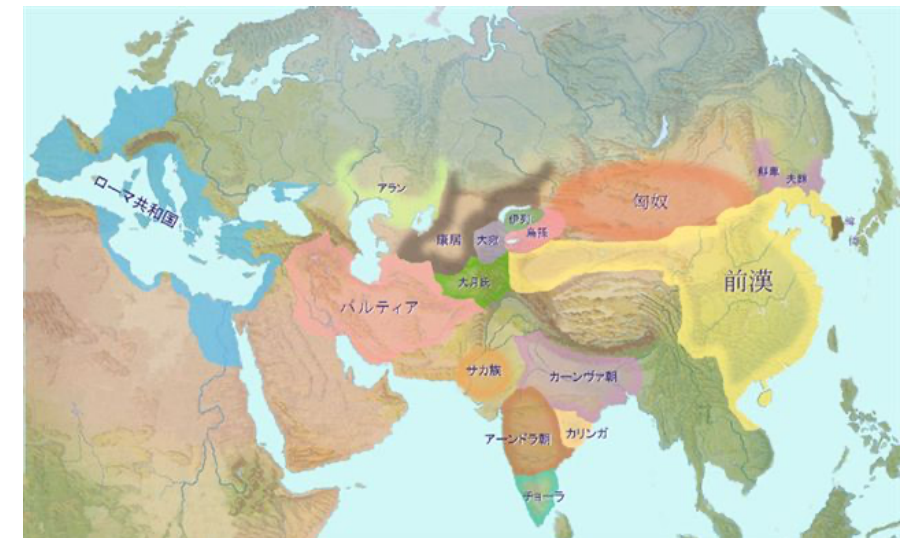 ローマ共和国
アラン
康居
大宛
伊列
烏孫
匈奴
鮮卑
夫餘
前漢
大月氏
パルティア
サカ族
カーンヴァ朝
アーンドラ朝
カリンガ
チョーラ